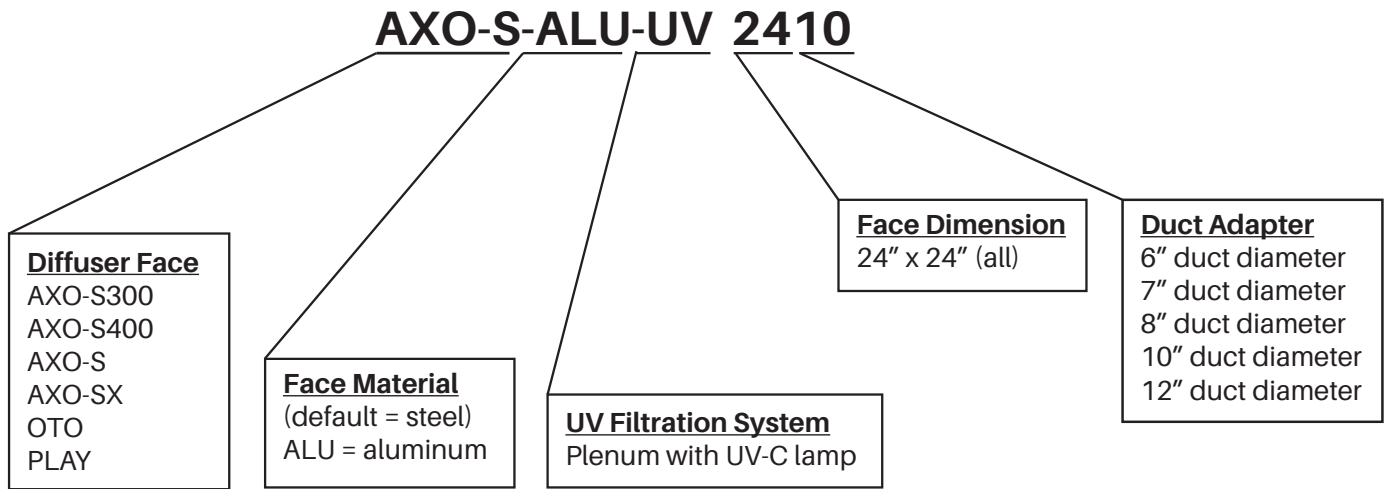 AXO-S-ALU-UV 2410
Diffuser Face
AXO-S300
AXO-S400
AXO-S
AXO-SX
OTO
PLAY
Face Material
(default = steel)
ALU = aluminum
UV Filtration System
Plenum with UV-C lamp
Face Dimension
24” x 24” (all)
Duct Adapter
6” duct diameter
7” duct diameter
8” duct diameter
10” duct diameter
12” duct diameter